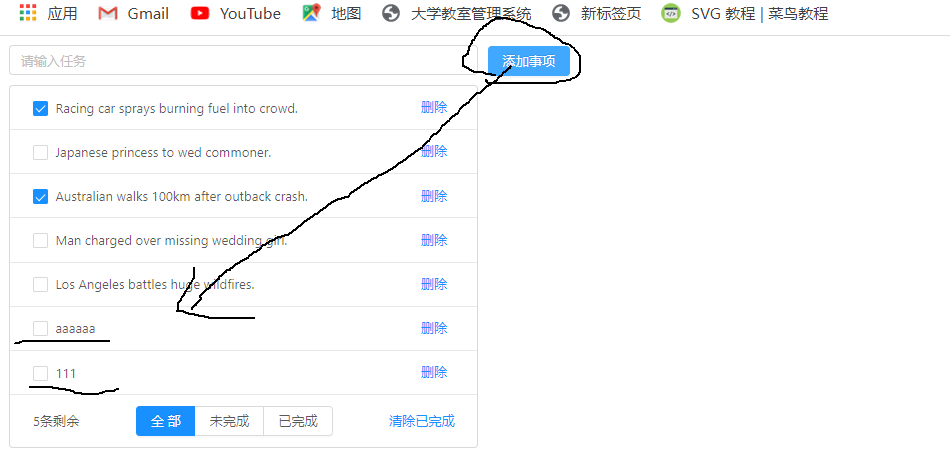 应用 Gmail YouTube 地图 大学教室管理系统 新标签页 SVG 教程 | 菜鸟教程
请输入任务 添加事项
Racing car sprays burning fuel into crowd. 删除
Japanese princess to wed commoner. 删除
Australian walks 100km after outback crash. 删除
Man charged over missing wedding girl. 删除
Los Angeles battles huge wildfires. 删除
aaaaaa 删除
111 删除
5条剩余 全 部 未完成 已完成 清除已完成